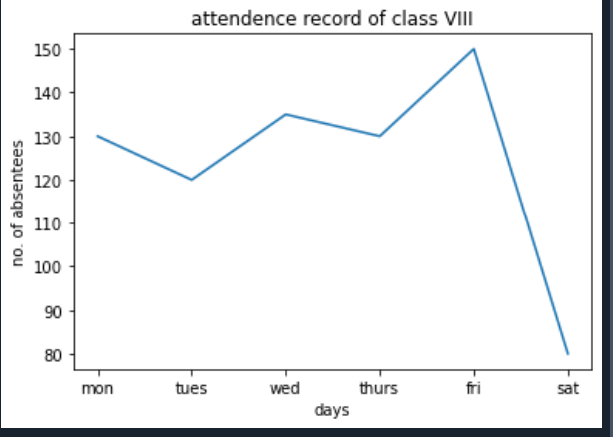 attendence record of class VIII
150
140
130
120
110
100
90
80
no. of absentees
mon tues wed thurs fri sat
days